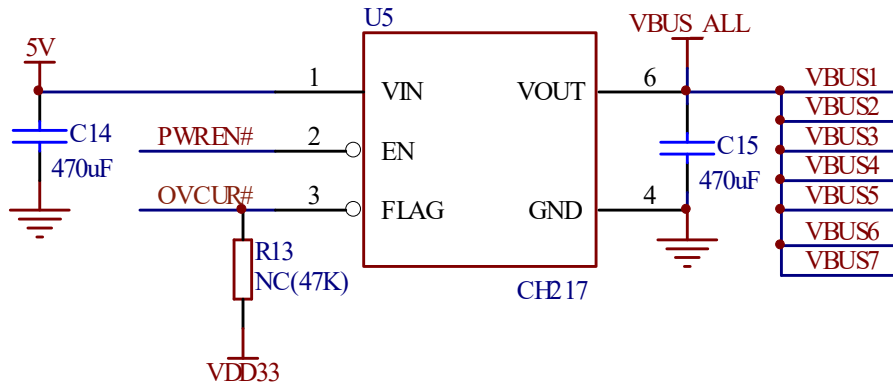 U5
VBUS_ALL
5V
1
VIN
VOUT
6
VBUS1
C14
470uF
PWREN#
2
EN
C15
470uF
VBUS2
VBUS3
VBUS4
OVCUR#
3
FLAG
GND
4
VBUS5
R13
NC(47K)
CH217
VBUS6
VBUS7
VDD33